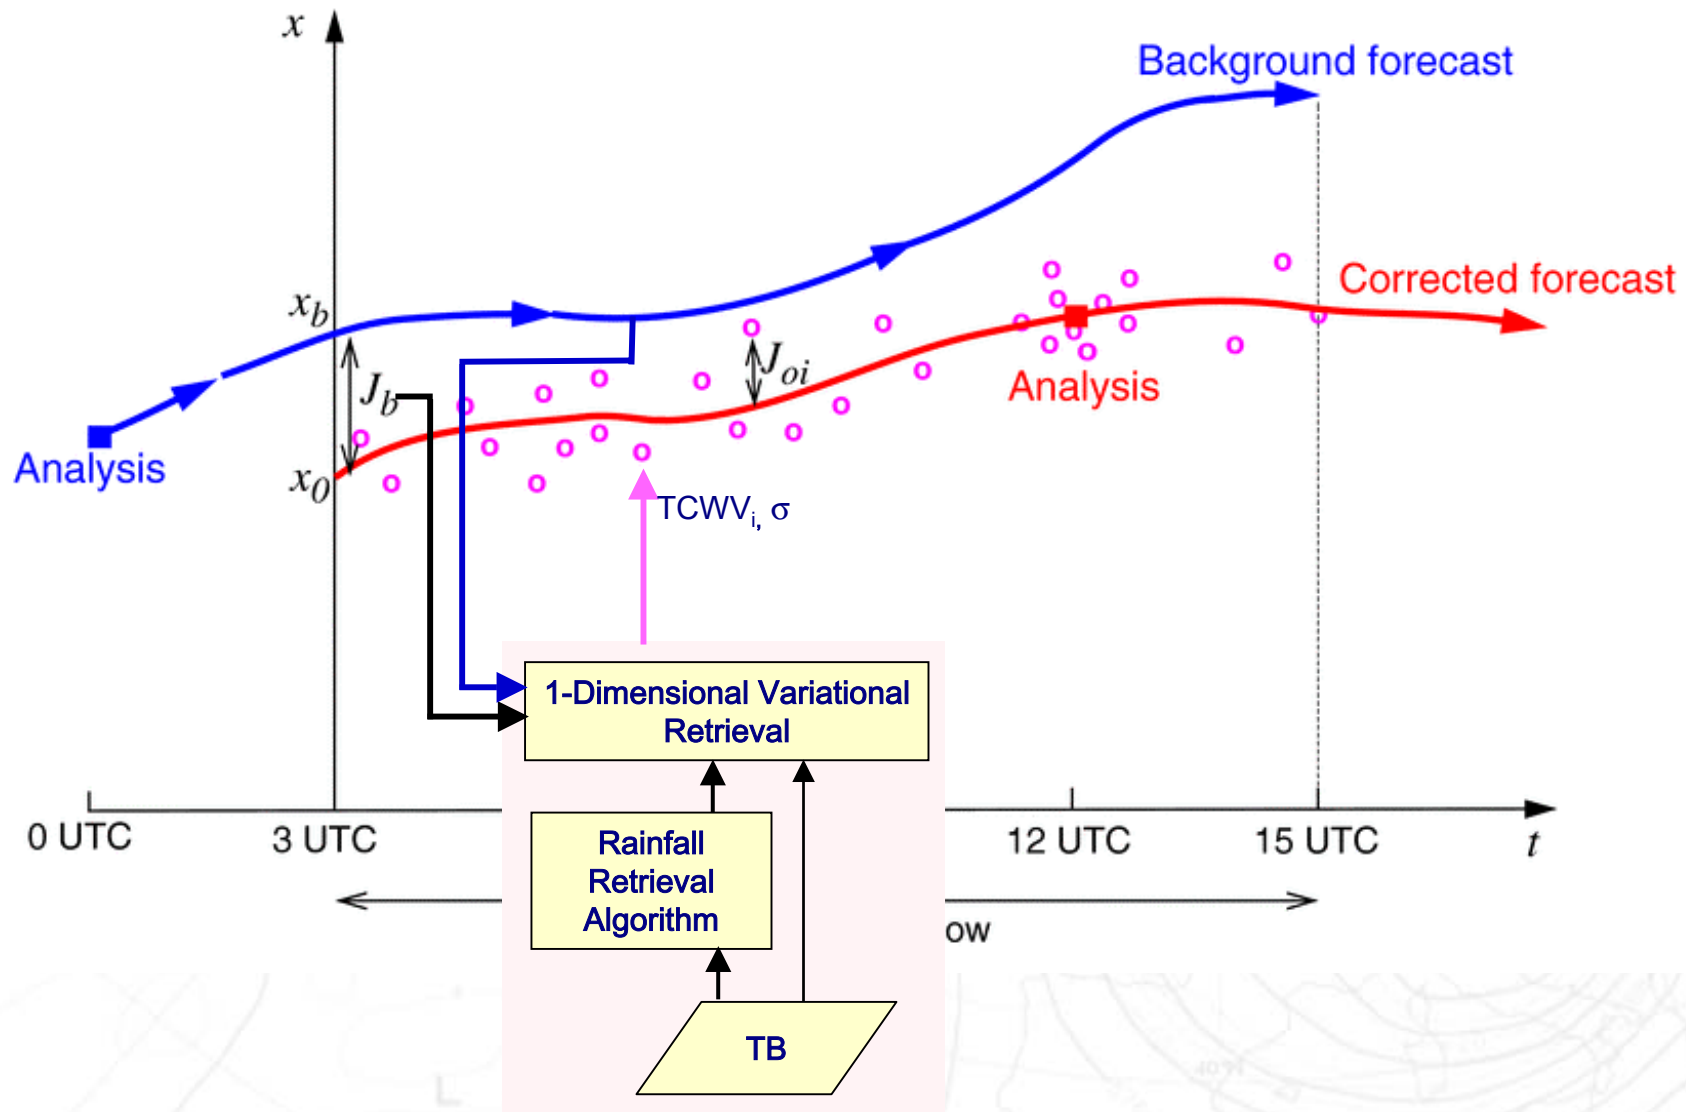 x
Background forecast
x_b
Corrected forecast
J_oi
J_b
Analysis
Analysis
x_0
TCWV_i, σ
1-Dimensional Variational
Retrieval
0 UTC
3 UTC
12 UTC
15 UTC
t
Rainfall
Retrieval
Algorithm
ow
TB
L